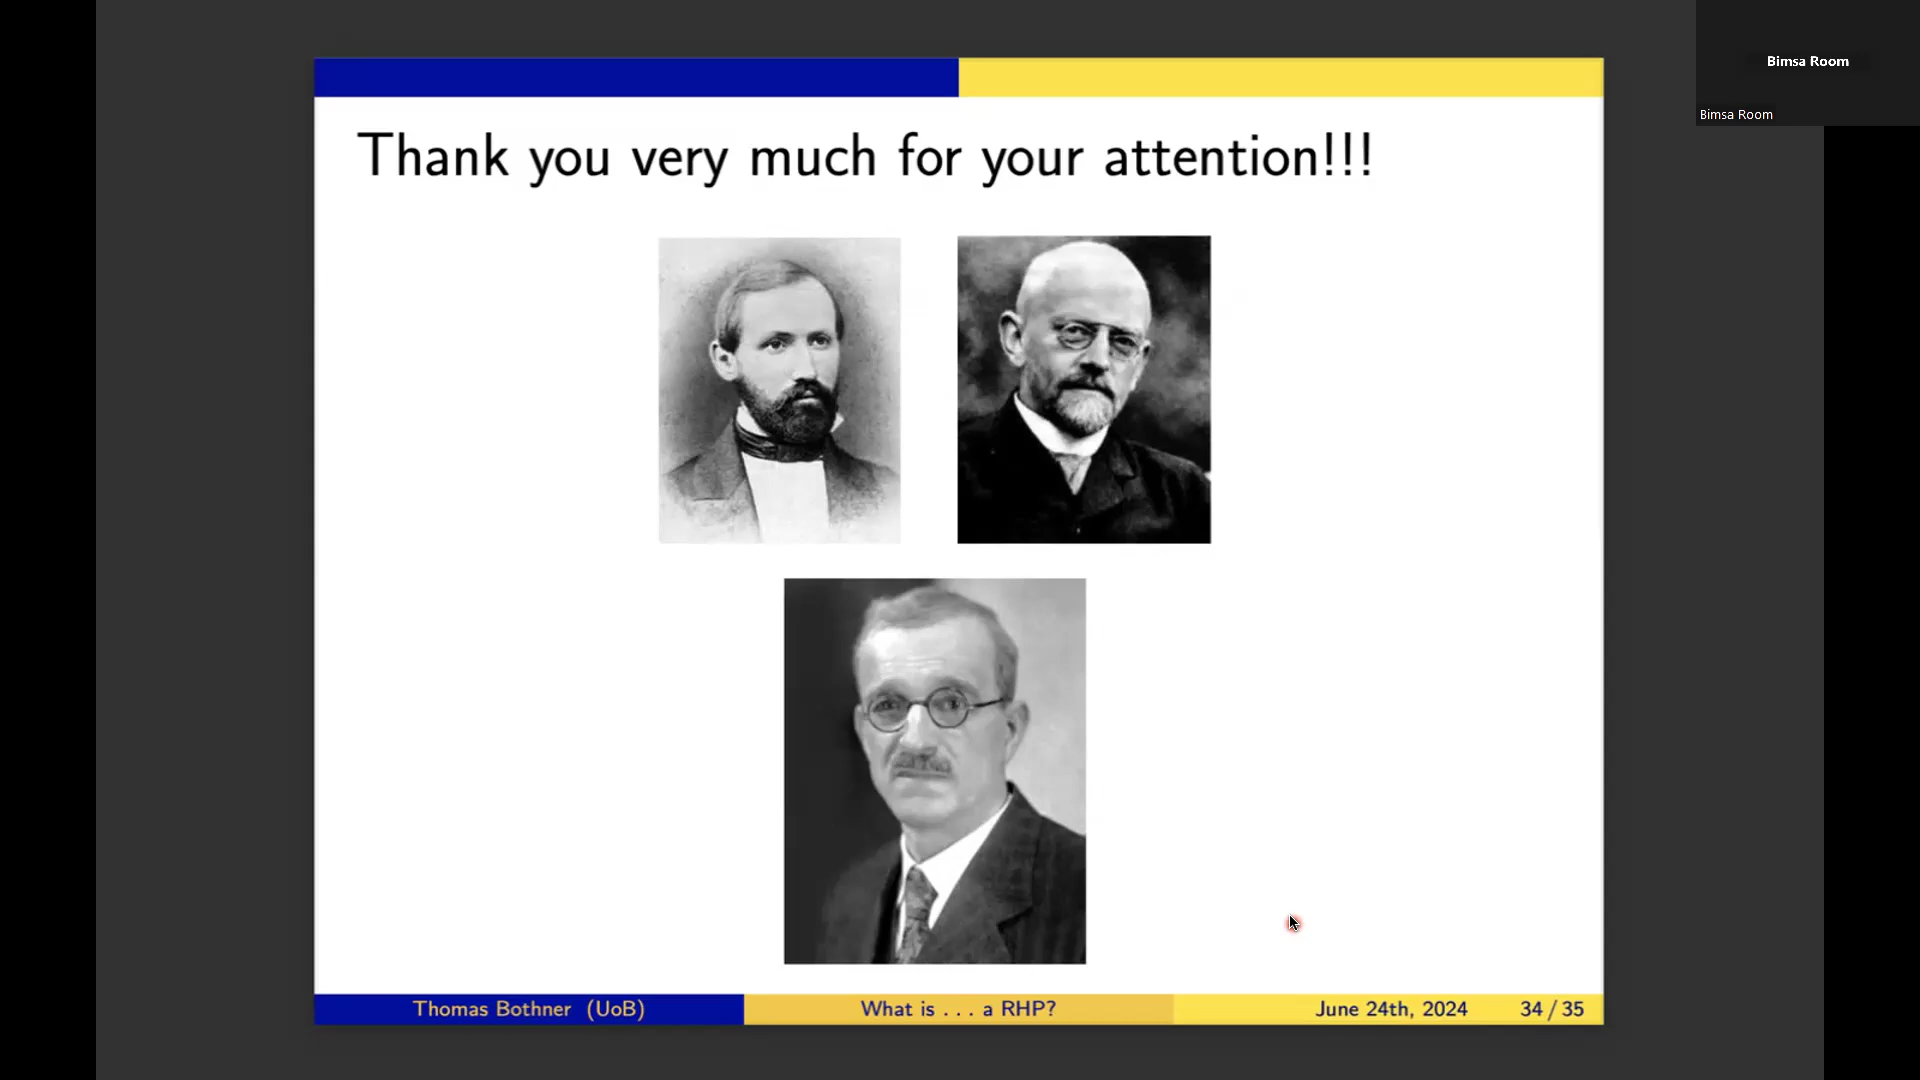 Bimsa Room
Bimsa Room
Thank you very much for your attention!!!
Thomas Bothner (UoB)
What is . . . a RHP?
June 24th, 2024
34 / 35